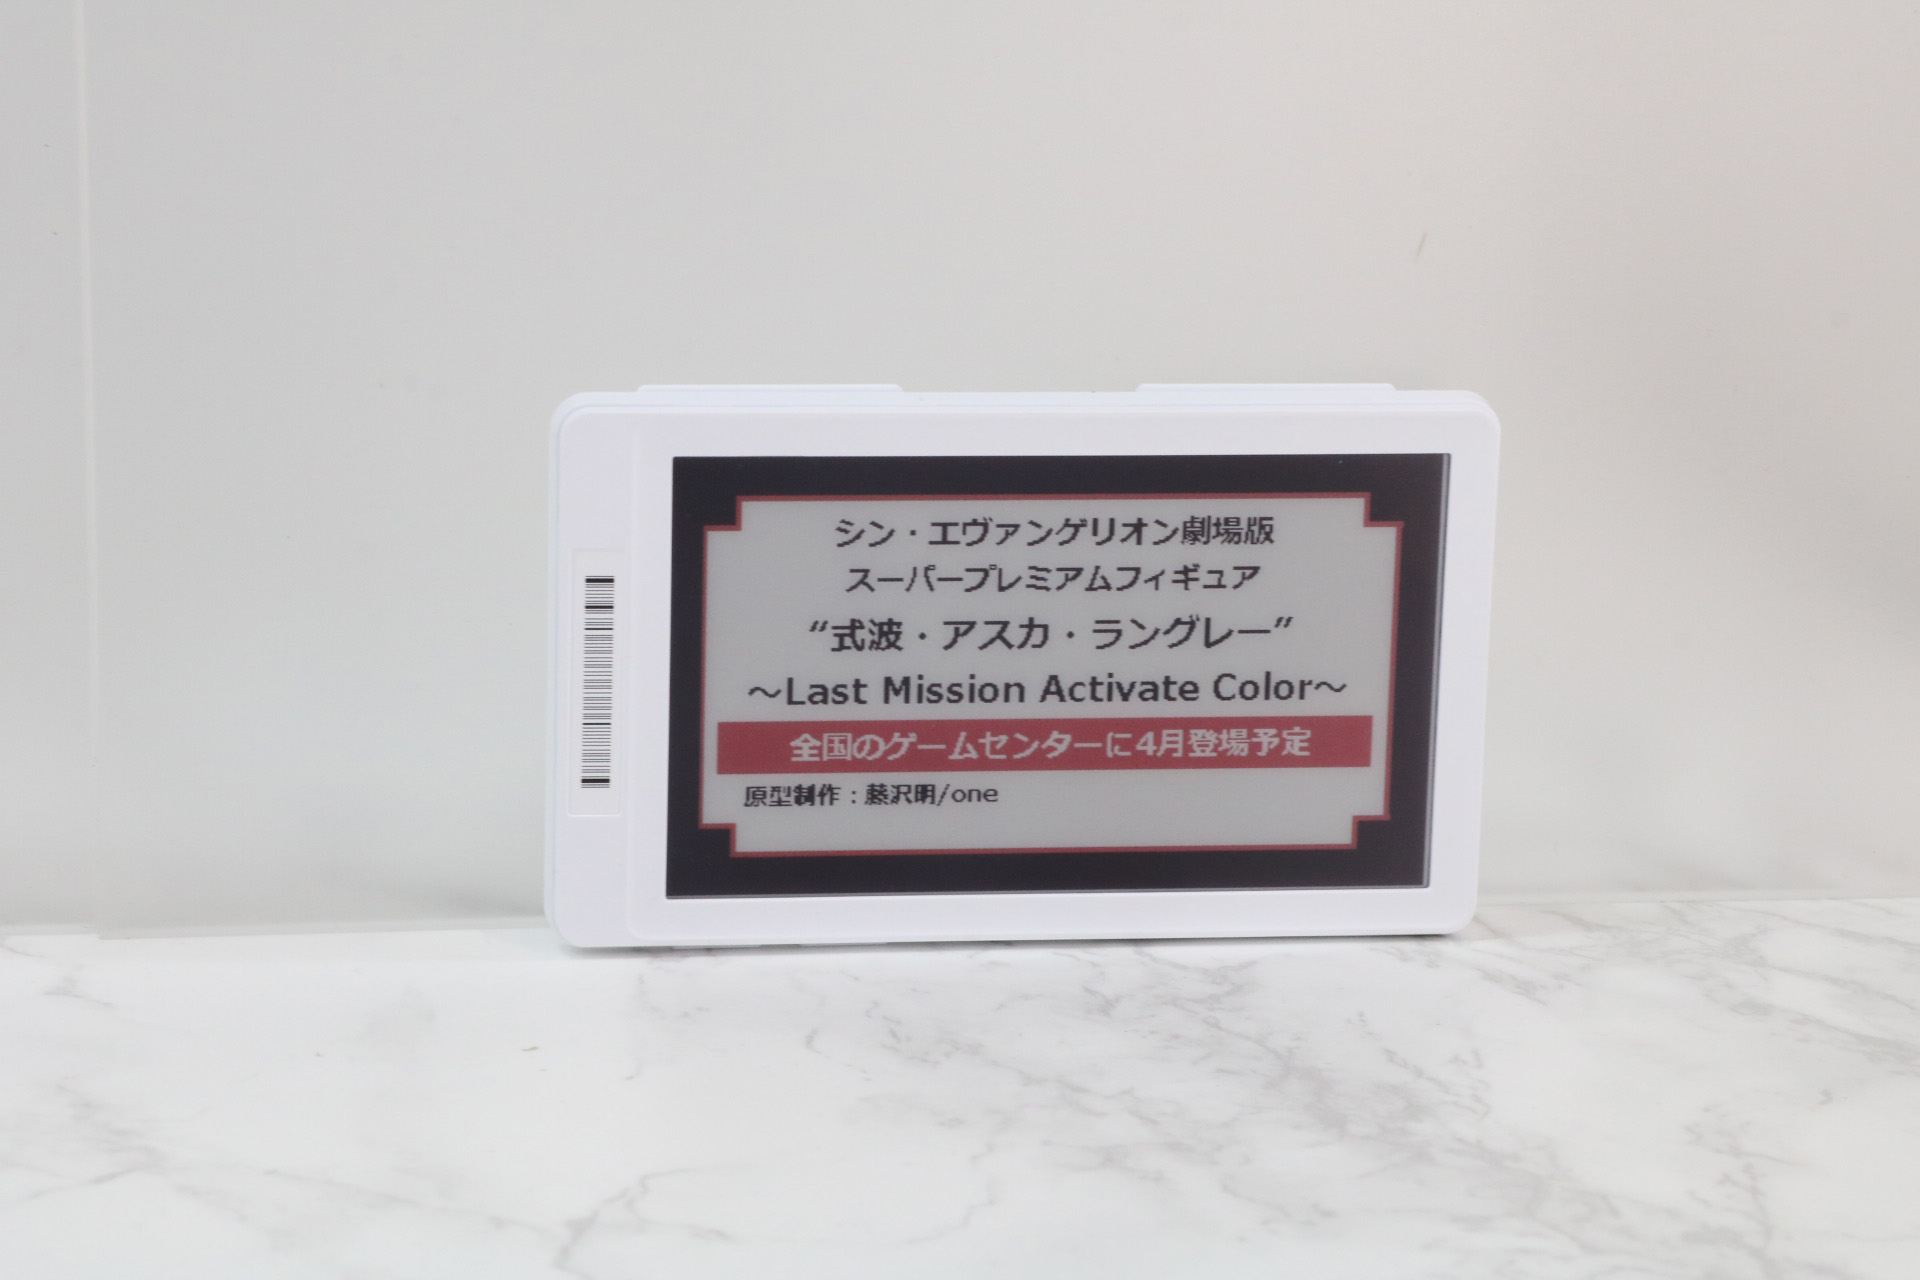 シン・エヴァンゲリオン劇場版
スーパープレミアムフィギュア
“式波・アスカ・ラングレー”
～Last Mission Activate Color～
全国のゲームセンターに4月登場予定
原型制作：藤沢明/one